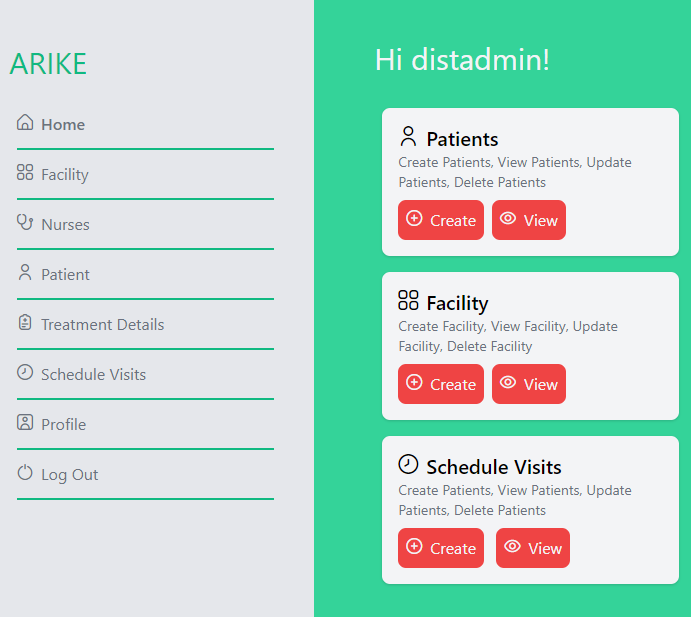 ARIKE
Home
Facility
Nurses
Patient
Treatment Details
Schedule Visits
Profile
Log Out
Hi distadmin!
Patients
Create Patients, View Patients, Update
Patients, Delete Patients
Create View
Facility
Create Facility, View Facility, Update
Facility, Delete Facility
Create View
Schedule Visits
Create Patients, View Patients, Update
Patients, Delete Patients
Create View